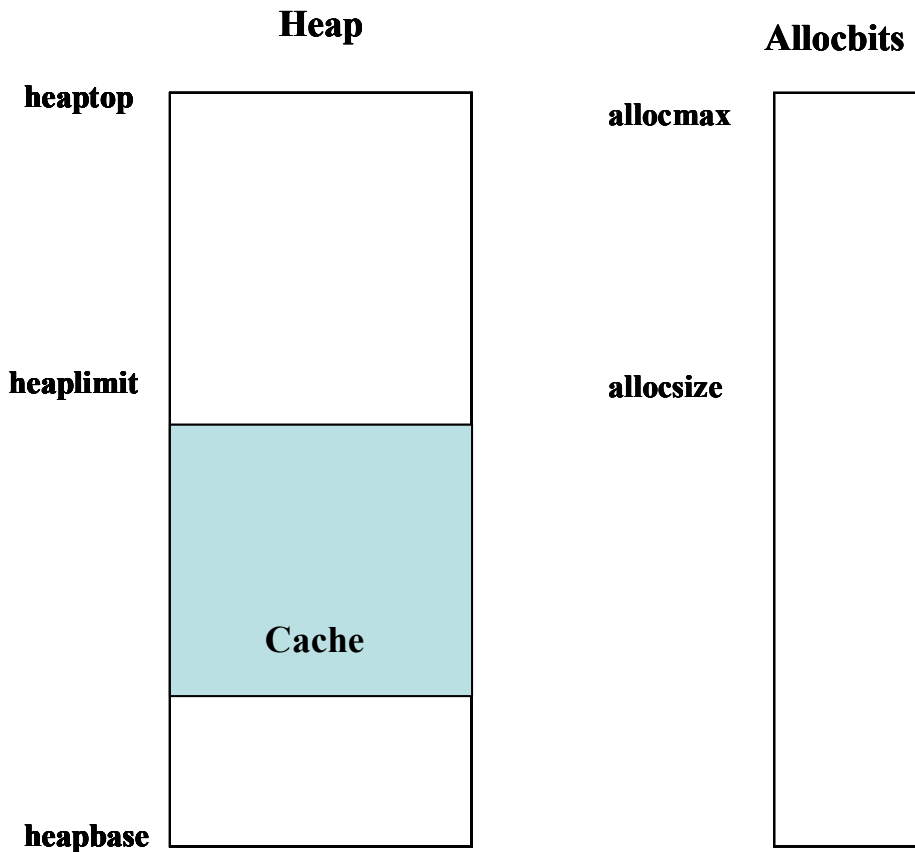 Heap
Allocbits
heaptop
allocmax
heaplimit
allocsize
Cache
heapbase